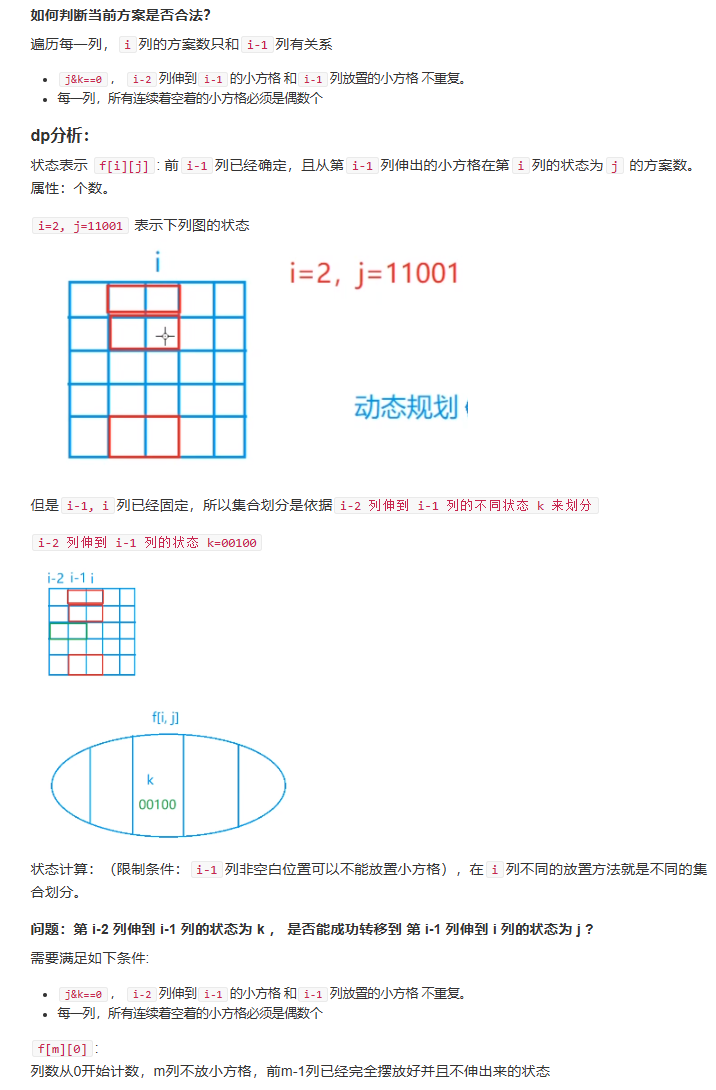 如何判断当前方案是否合法？
遍历每一列， i 列的方案数只和 i-1 列有关系
j&k==0 ， i-2 列伸到 i-1 的小方格 和 i-1 列放置的小方格 不重复。
每一列，所有连续着空着的小方格必须是偶数个
dp分析：
状态表示 f[i][j] : 前 i-1 列已经确定，且从第 i-1 列伸出的小方格在第 i 列的状态为 j 的方案数。
属性：个数。
i=2, j=11001 表示下列图的状态
i
i=2，j=11001
动态规划
但是 i-1, i 列已经固定，所以集合划分是依据 i-2 列伸到 i-1 列的不同状态 k 来划分
i-2 列伸到 i-1 列的状态 k=00100
i-2 i-1 i
f[i, j]
k
00100
状态计算：（限制条件： i-1 列非空白位置可以不能放置小方格），在 i 列不同的放置方法就是不同的集
合划分。
问题：第 i-2 列伸到 i-1 列的状态为 k ， 是否能成功转移到 第 i-1 列伸到 i 列的状态为 j ?
需要满足如下条件:
j&k==0 ， i-2 列伸到 i-1 的小方格 和 i-1 列放置的小方格 不重复。
每一列，所有连续着空着的小方格必须是偶数个
f[m][0] :
列数从0开始计数，m列不放小方格，前m-1列已经完全摆放好并且不伸出来的状态